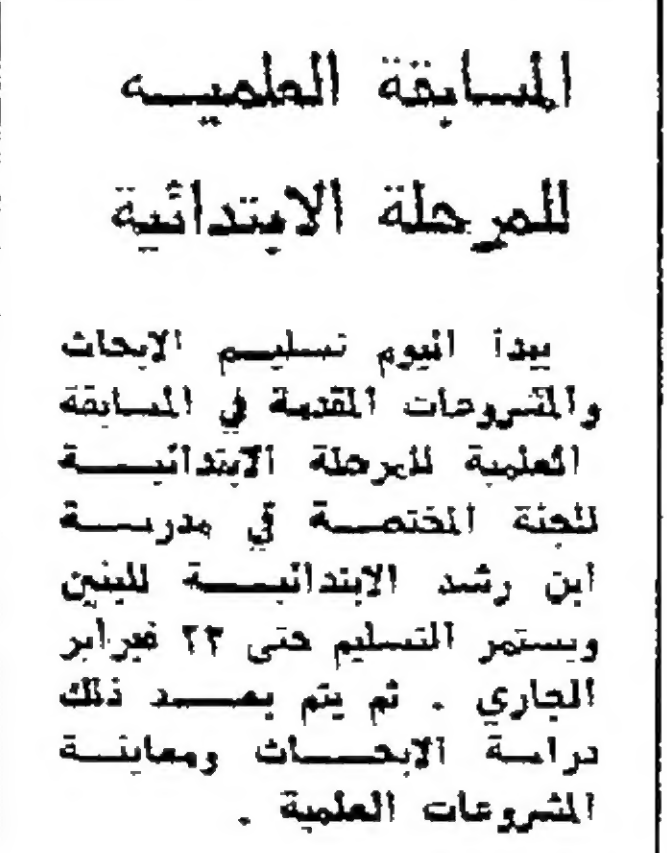 المسابقة العلميه
للمرحلة الابتدائية
يبدأ اليوم تسليم الابحاث
والمشروعات المقدمة في المسابقة
العلمية للمرحلة الابتدائية
للجنة المختصة في مدرسة
ابن رشد الابتدائية للبنين
ويستمر التسليم حتى ٢٣ فبراير
الجاري . ثم يتم بعد ذلك
دراسة الابحاث ومعاينة
المشروعات العلمية .